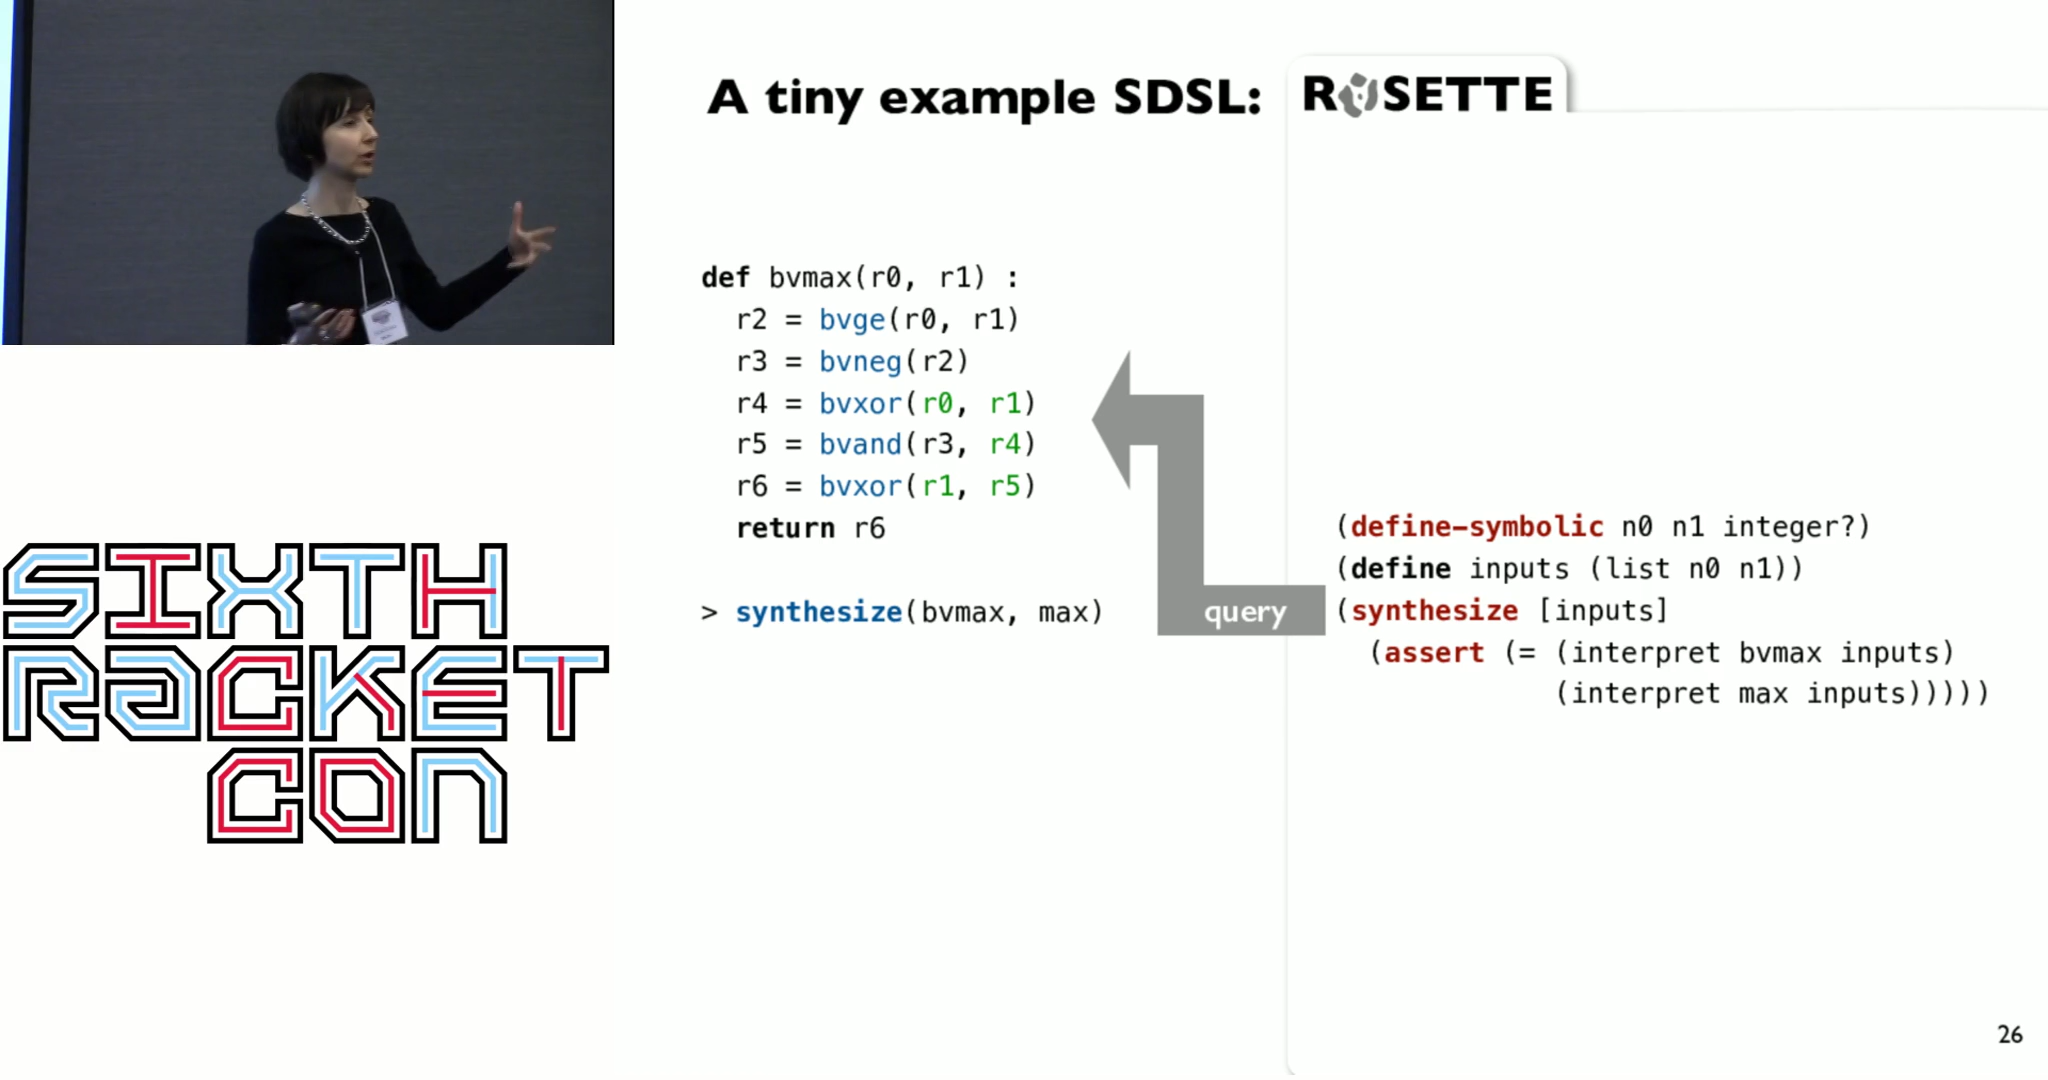 A tiny example SDSL: ROSETTE
def bvmax(r0, r1) :
r2 = bvge(r0, r1)
r3 = bvneg(r2)
r4 = bvxor(r0, r1)
r5 = bvand(r3, r4)
r6 = bvxor(r1, r5)
return r6
> synthesize(bvmax, max)
query
(define-symbolic n0 n1 integer?)
(define inputs (list n0 n1))
(synthesize [inputs]
(assert (= (interpret bvmax inputs)
(interpret max inputs)))))
SIXTH
RACKET
CON
26